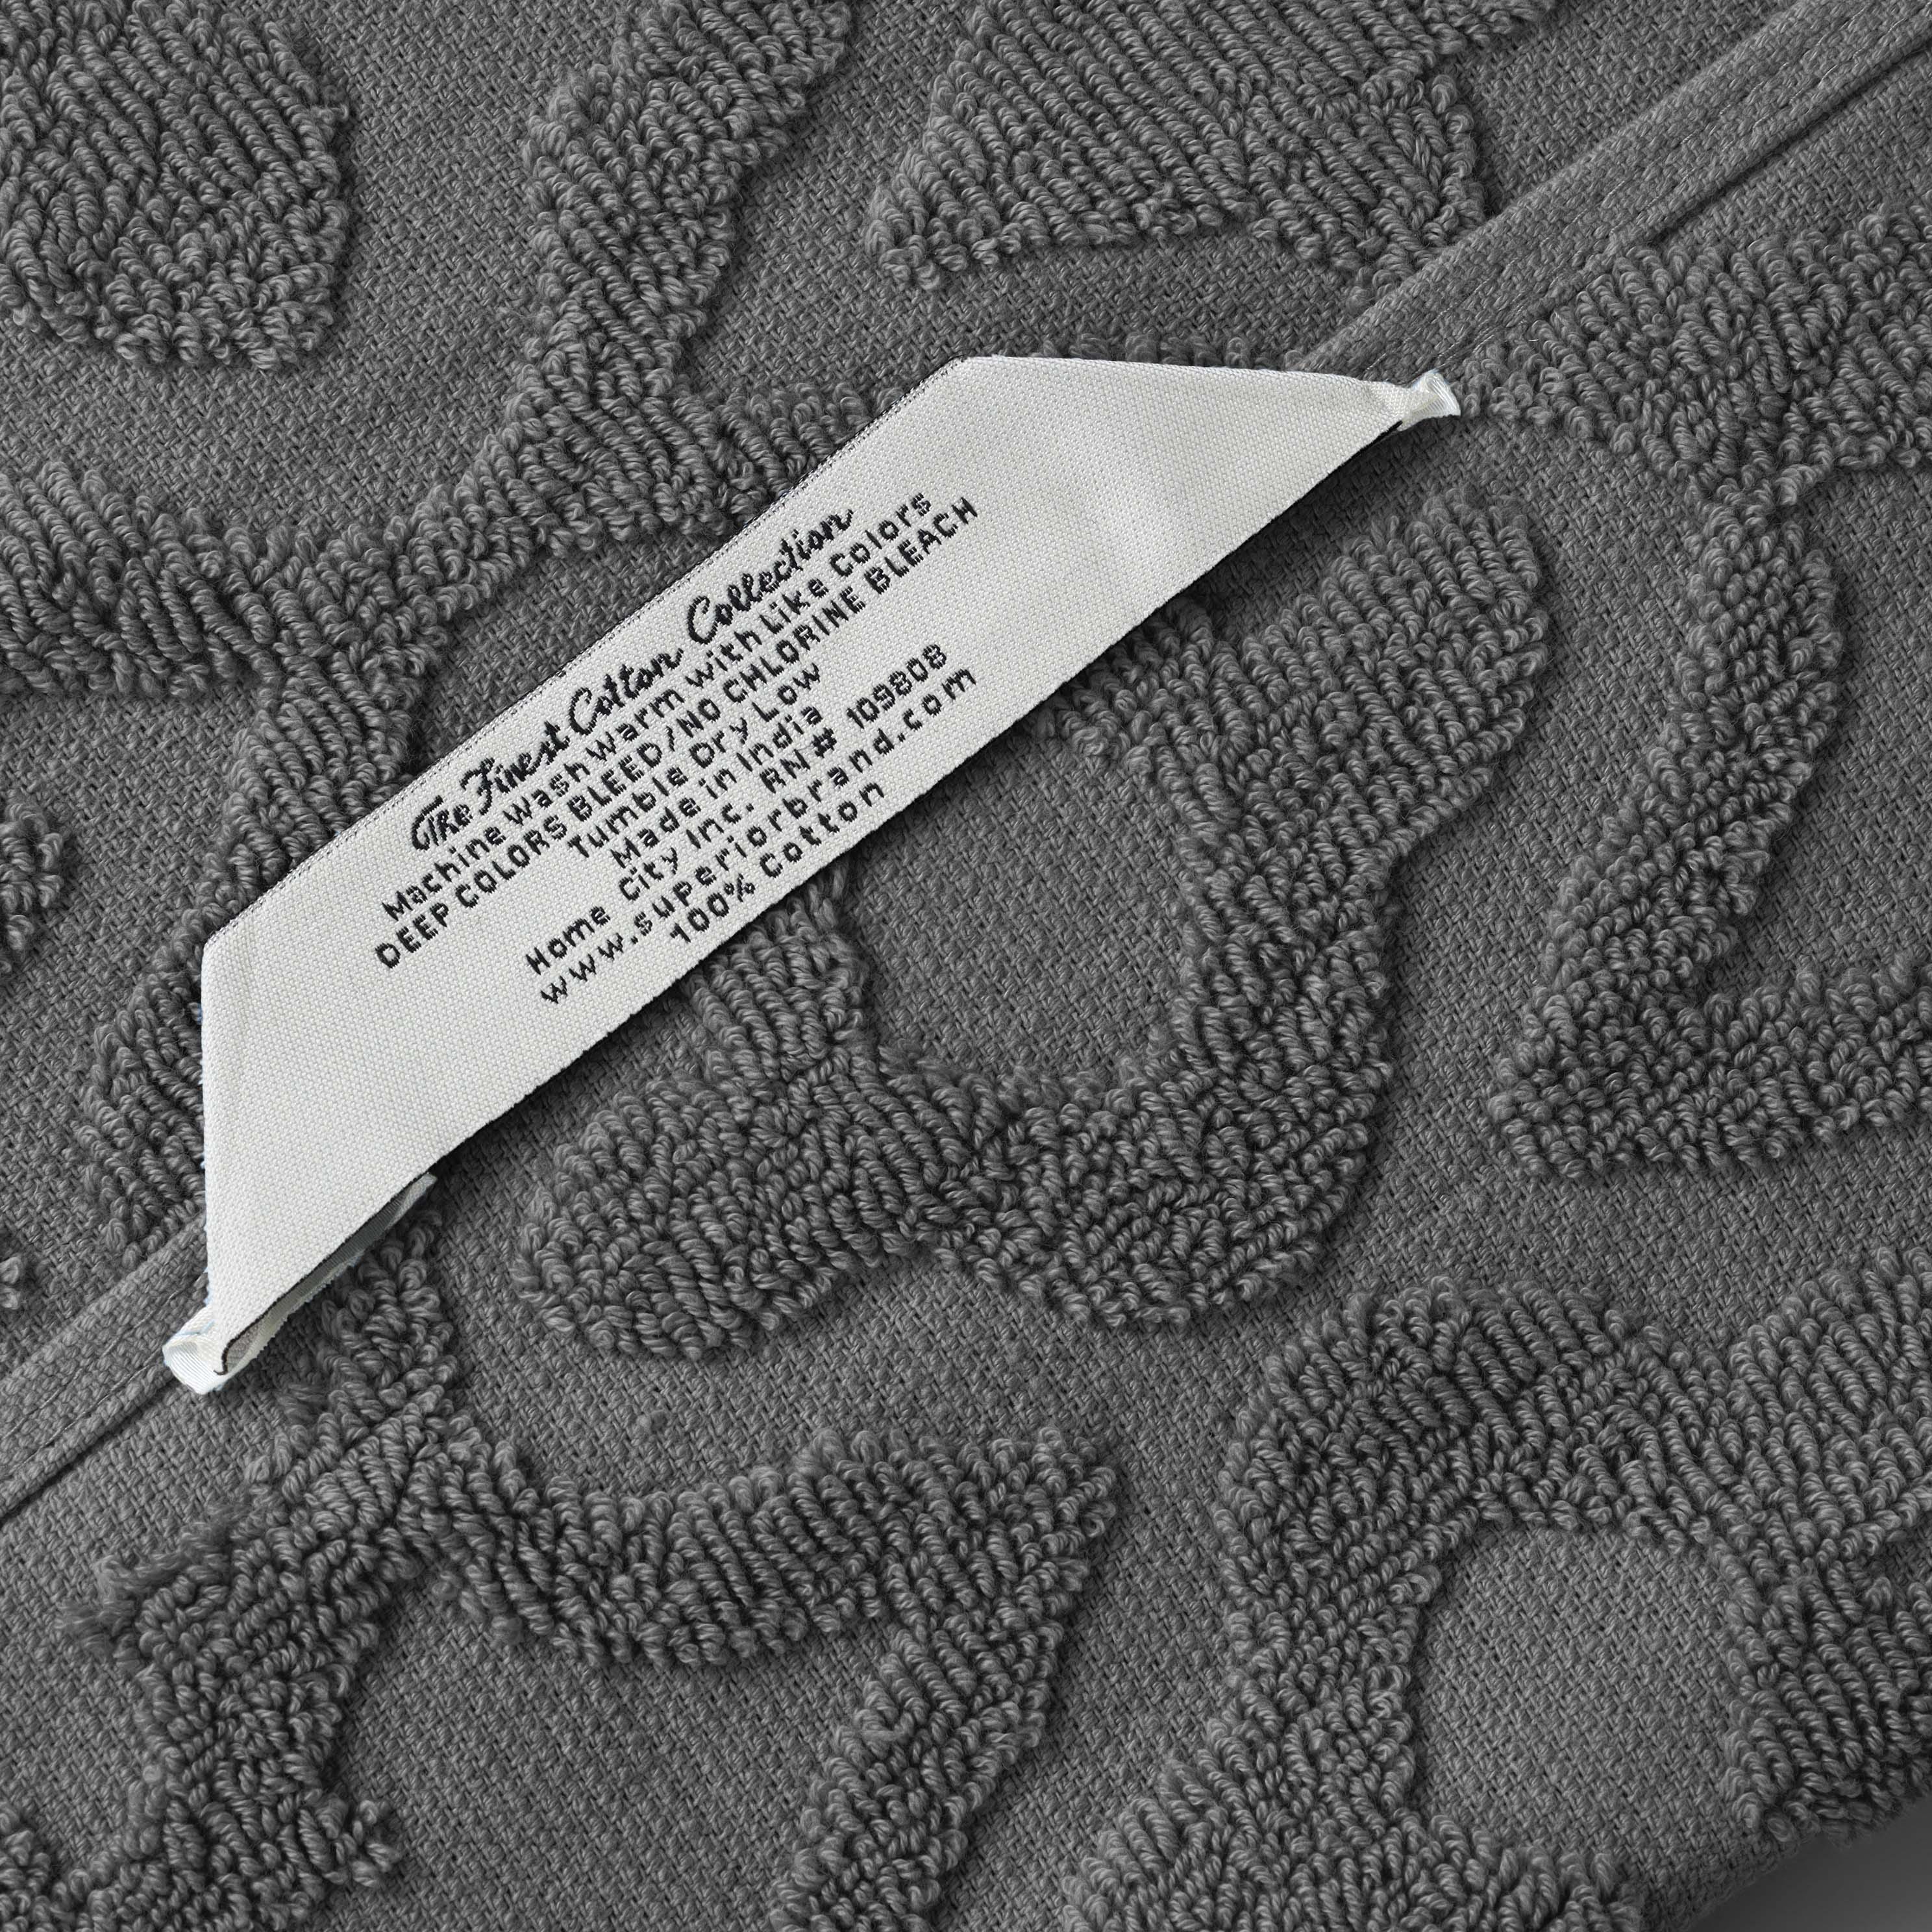 The Finest Cotton Collection
Machine Wash Warm with Like Colors
DEEP COLORS BLEED/NO CHLORINE BLEACH
Tumble Dry Low
Made in India
Home City Inc. RN# 109808
www.superiorbrand.com
100% Cotton